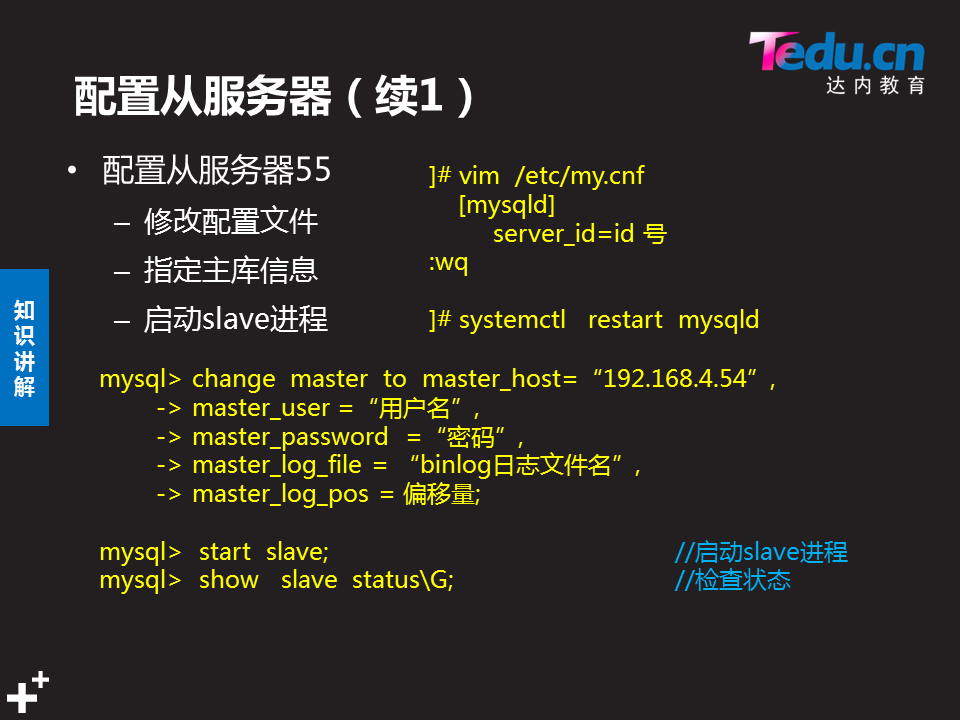 Tedu.cn
达内教育
配置从服务器（续1）
• 配置从服务器55
– 修改配置文件
– 指定主库信息
– 启动slave进程
]# vim /etc/my.cnf
[mysqld]
server_id=id 号
:wq
]# systemctl restart mysqld
知识讲解
mysql> change master to master_host=“192.168.4.54”,
-> master_user =“用户名”,
-> master_password =“密码”,
-> master_log_file = “binlog日志文件名”,
-> master_log_pos = 偏移量;
mysql> start slave; //启动slave进程
mysql> show slave status\G; //检查状态